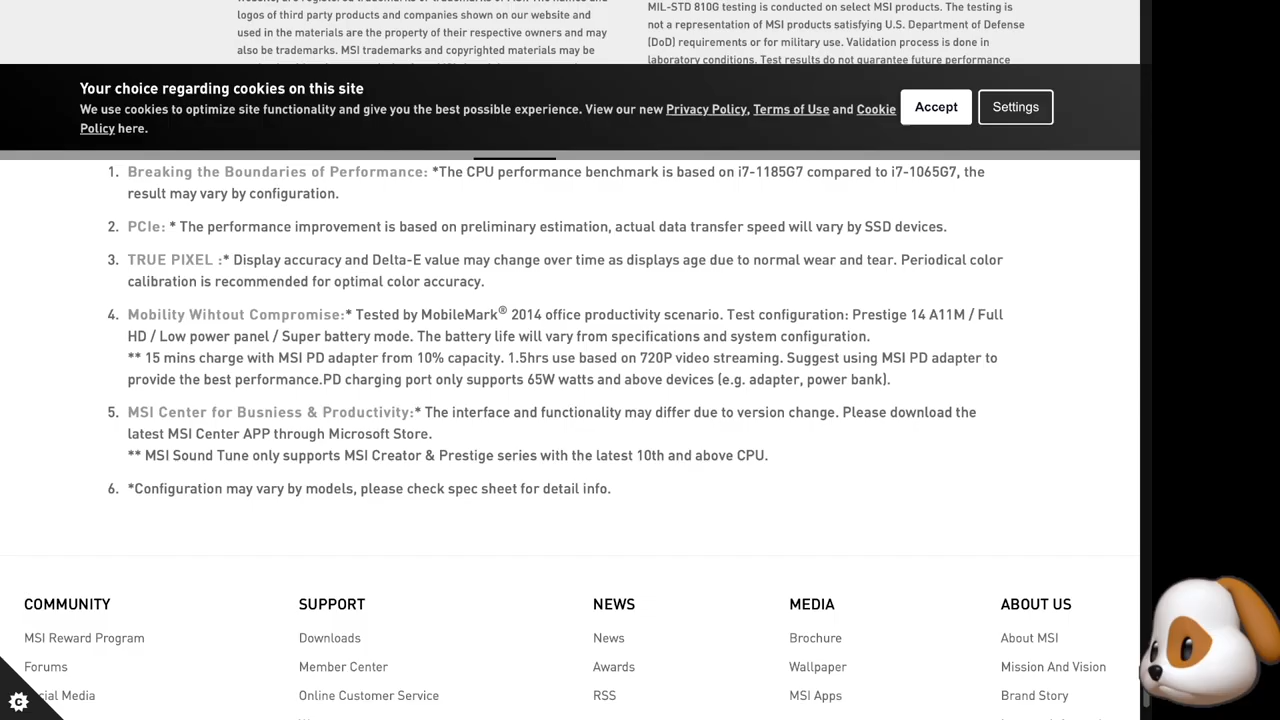 website, are registered trademarks or trademarks of MSI. The names and
logos of third party products and companies shown on our website and
used in the materials are the property of their respective owners and may
also be trademarks. MSI trademarks and copyrighted materials may be
MIL-STD 810G testing is conducted on select MSI products. The testing is
not a representation of MSI products satisfying U.S. Department of Defense
(DoD) requirements or for military use. Validation process is done in
laboratory conditions. Test results do not guarantee future performance
Your choice regarding cookies on this site
We use cookies to optimize site functionality and give you the best possible experience. View our new Privacy Policy, Terms of Use and Cookie
Policy here.
Accept
Settings
1. Breaking the Boundaries of Performance: *The CPU performance benchmark is based on i7-1185G7 compared to i7-1065G7, the
result may vary by configuration.
2. PCIe: * The performance improvement is based on preliminary estimation, actual data transfer speed will vary by SSD devices.
3. TRUE PIXEL :* Display accuracy and Delta-E value may change over time as displays age due to normal wear and tear. Periodical color
calibration is recommended for optimal color accuracy.
4. Mobility Wihtout Compromise:* Tested by MobileMark® 2014 office productivity scenario. Test configuration: Prestige 14 A11M / Full
HD / Low power panel / Super battery mode. The battery life will vary from specifications and system configuration.
** 15 mins charge with MSI PD adapter from 10% capacity. 1.5hrs use based on 720P video streaming. Suggest using MSI PD adapter to
provide the best performance.PD charging port only supports 65W watts and above devices (e.g. adapter, power bank).
5. MSI Center for Busniess & Productivity:* The interface and functionality may differ due to version change. Please download the
latest MSI Center APP through Microsoft Store.
** MSI Sound Tune only supports MSI Creator & Prestige series with the latest 10th and above CPU.
6. *Configuration may vary by models, please check spec sheet for detail info.
COMMUNITY
MSI Reward Program
Forums
cial Media
SUPPORT
Downloads
Member Center
Online Customer Service
NEWS
News
Awards
RSS
MEDIA
Brochure
Wallpaper
MSI Apps
ABOUT US
About MSI
Mission And Vision
Brand Story